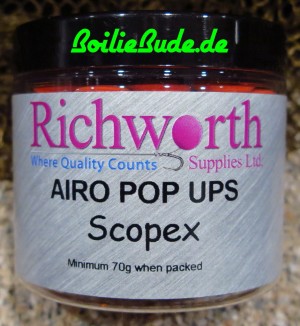 BoilieBude.de
Richworth
Where Quality Counts Supplies Ltd.
AIRO POP UPS
Scopex
Minimum 70g when packed